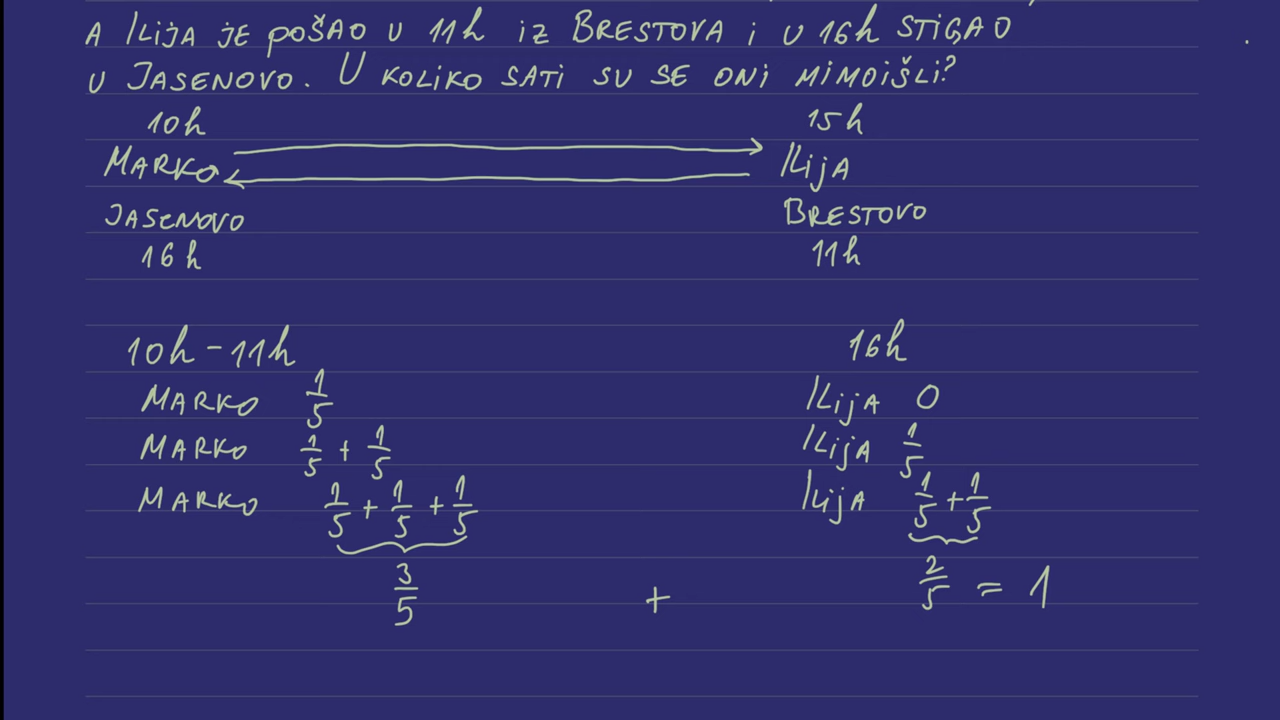 A ILIJA JE POŠAO U 11h IZ BRESTOVA I U 16h STIGAO
U JASENOVO. U KOLIKO SATI SU SE ONI MIMOIŠLI?
10h 15h
MARKO ILIJA
JASENOVO BRESTOVO
16h 11h
10h - 11h 16h
MARKO 1/5 ILIJA 0
MARKO 1/5 + 1/5 ILIJA 1/5
MARKO 1/5 + 1/5 + 1/5 ILIJA 1/5 + 1/5
3/5 + 2/5 = 1